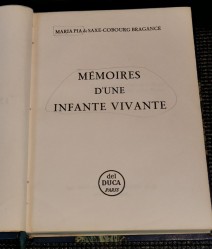 MARIA PIA de SAXE-COBOURG BRAGANCE
MÉMOIRES
D'UNE
INFANTE VIVANTE
del
DUCA
PARIS